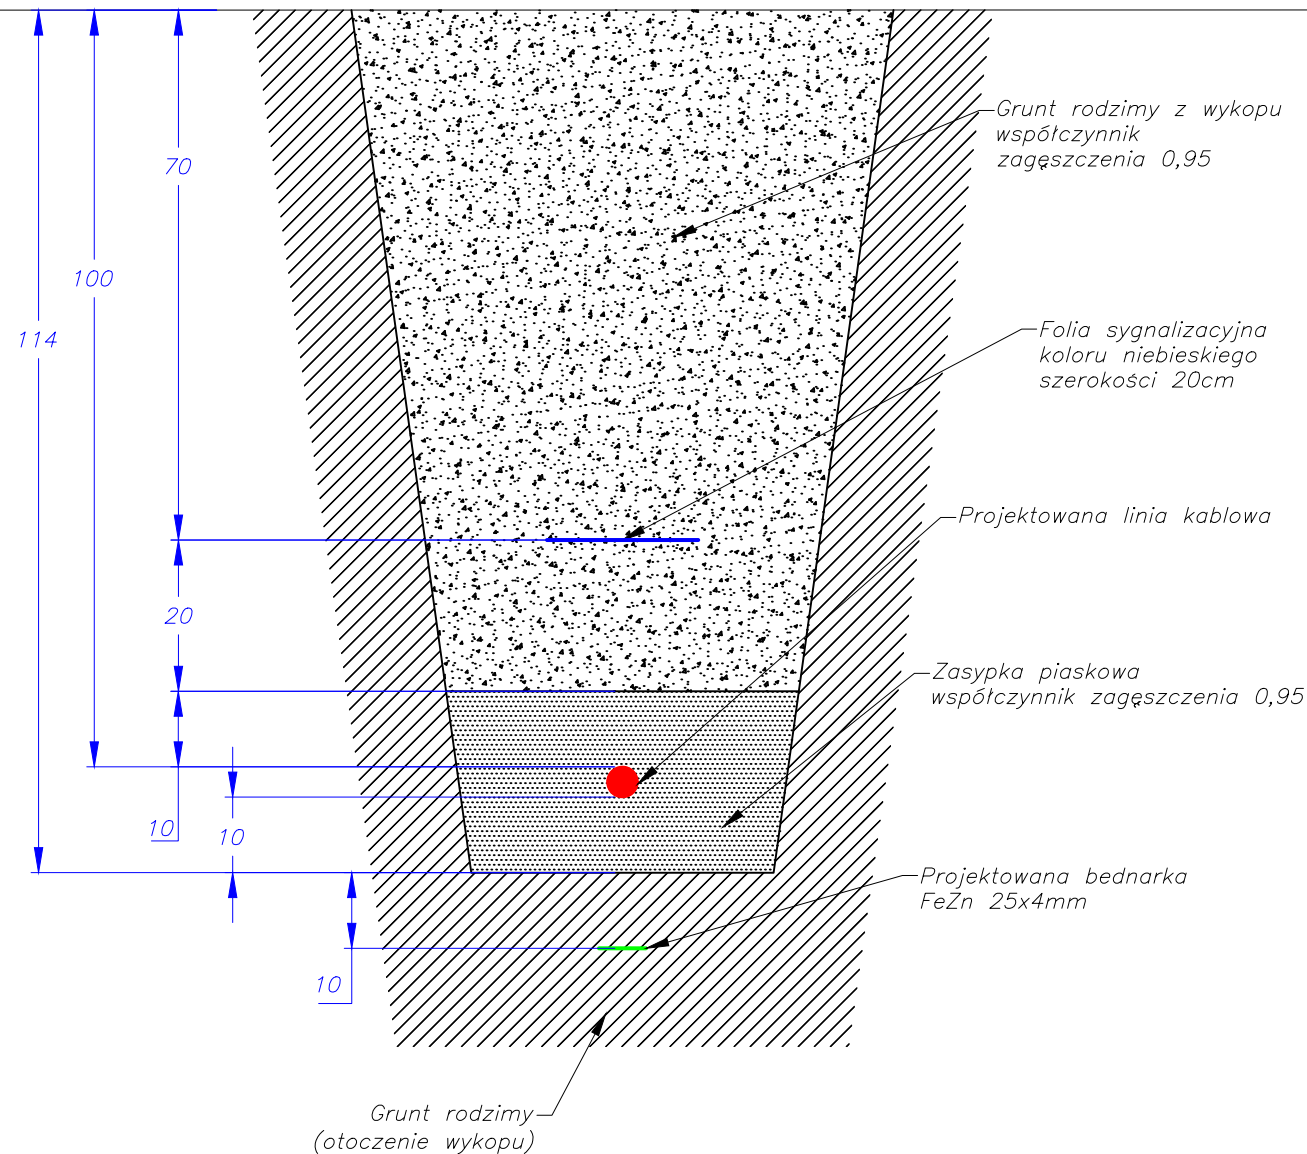 70
100
114
20
10
10
10
Grunt rodzimy z wykopu
współczynnik
zagęszczenia 0,95
Folia sygnalizacyjna
koloru niebieskiego
szerokości 20cm
Projektowana linia kablowa
Zasypka piaskowa
współczynnik zagęszczenia 0,95
Projektowana bednarka
FeZn 25x4mm
Grunt rodzimy
(otoczenie wykopu)